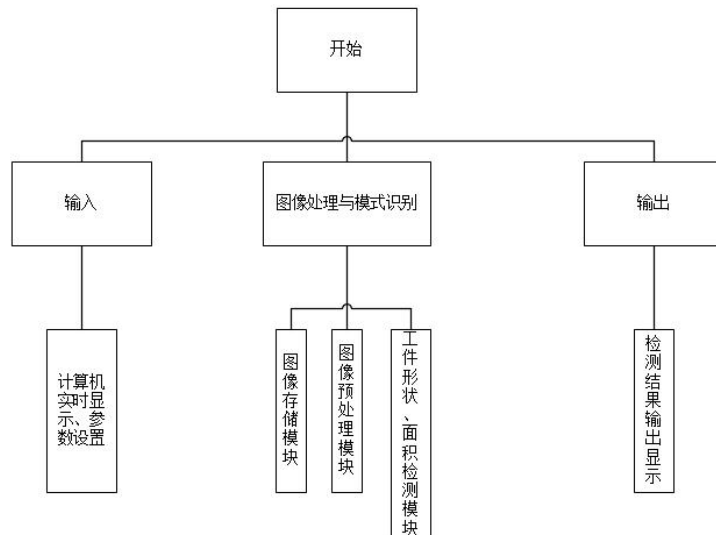 开始
输入
图像处理与模式识别
输出
计算机
实时显
示、参
数设置
图像存储模块
图像预处理模块
工件形状、面积检测模块
检测结果输出显示